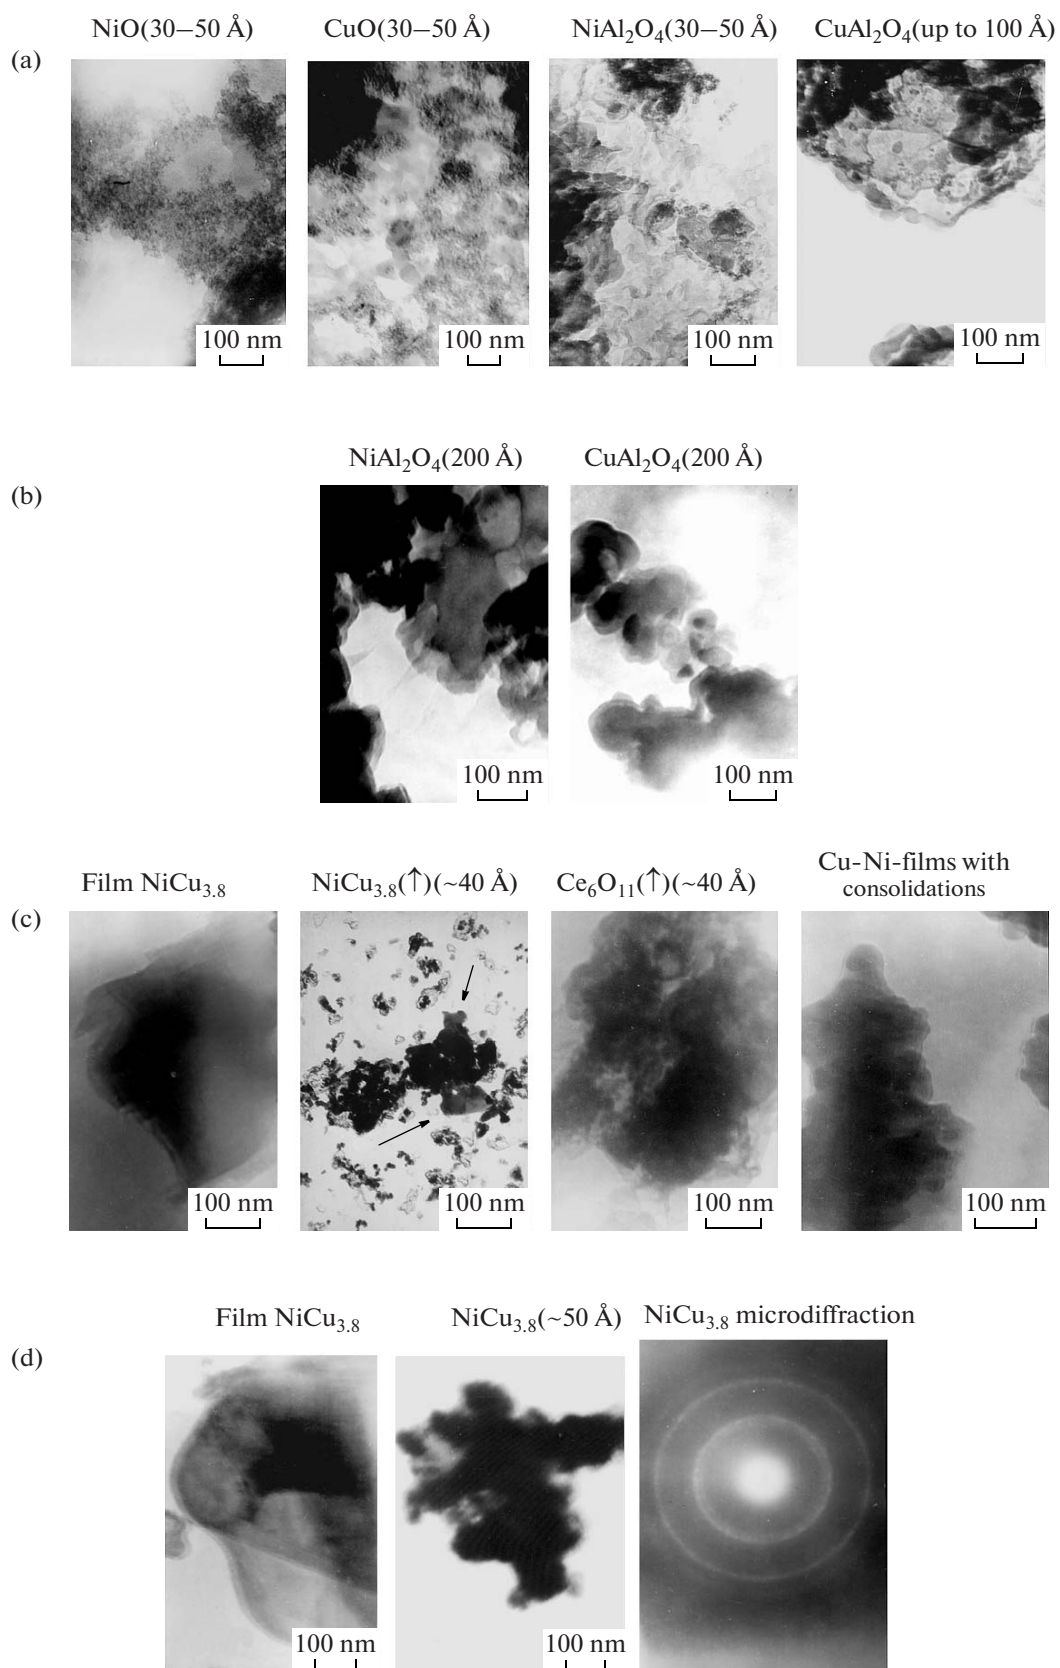 NiO(30–50 Å) CuO(30–50 Å) NiAl₂O₄(30–50 Å) CuAl₂O₄(up to 100 Å)
(a)
100 nm 100 nm 100 nm 100 nm
NiAl₂O₄(200 Å) CuAl₂O₄(200 Å)
(b)
100 nm 100 nm
Cu-Ni-films with
Film NiCu₃.₈ NiCu₃.₈(↑)(~40 Å) Ce₆O₁₁(↑)(~40 Å) consolidations
(c)
100 nm 100 nm 100 nm 100 nm
Film NiCu₃.₈ NiCu₃.₈(~50 Å) NiCu₃.₈ microdiffraction
(d)
100 nm 100 nm